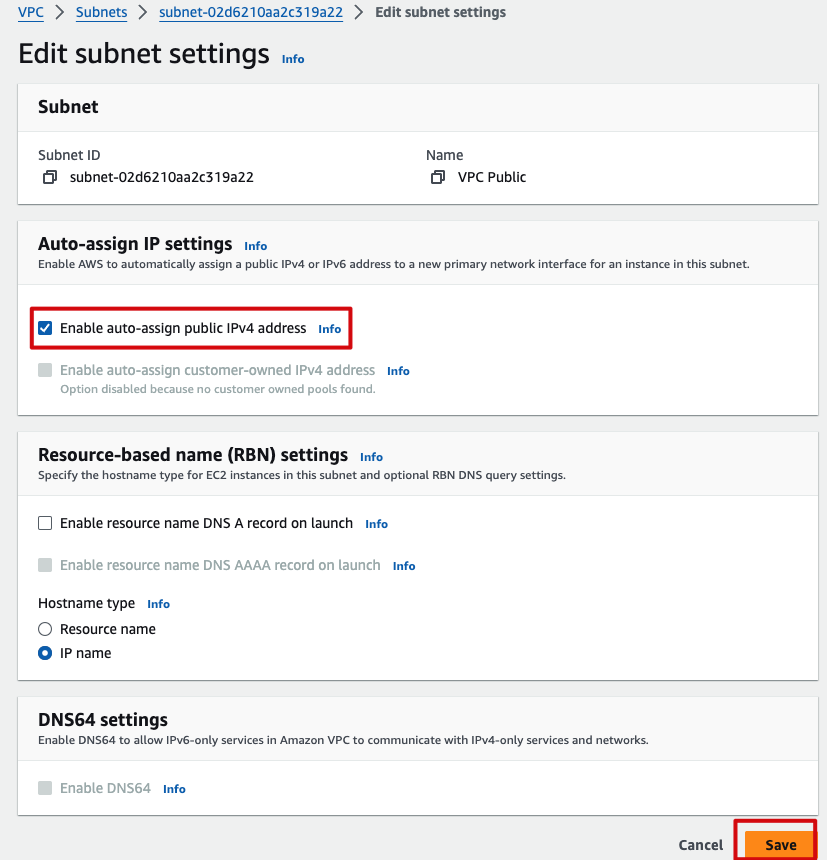 VPC > Subnets > subnet-02d6210aa2c319a22 > Edit subnet settings
Edit subnet settings Info
Subnet
Subnet ID
subnet-02d6210aa2c319a22
Name
VPC Public
Auto-assign IP settings Info
Enable AWS to automatically assign a public IPv4 or IPv6 address to a new primary network interface for an instance in this subnet.
Enable auto-assign public IPv4 address Info
Enable auto-assign customer-owned IPv4 address Info
Option disabled because no customer owned pools found.
Resource-based name (RBN) settings Info
Specify the hostname type for EC2 instances in this subnet and optional RBN DNS query settings.
Enable resource name DNS A record on launch Info
Enable resource name DNS AAAA record on launch Info
Hostname type Info
Resource name
IP name
DNS64 settings
Enable DNS64 to allow IPv6-only services in Amazon VPC to communicate with IPv4-only services and networks.
Enable DNS64 Info
Cancel Save